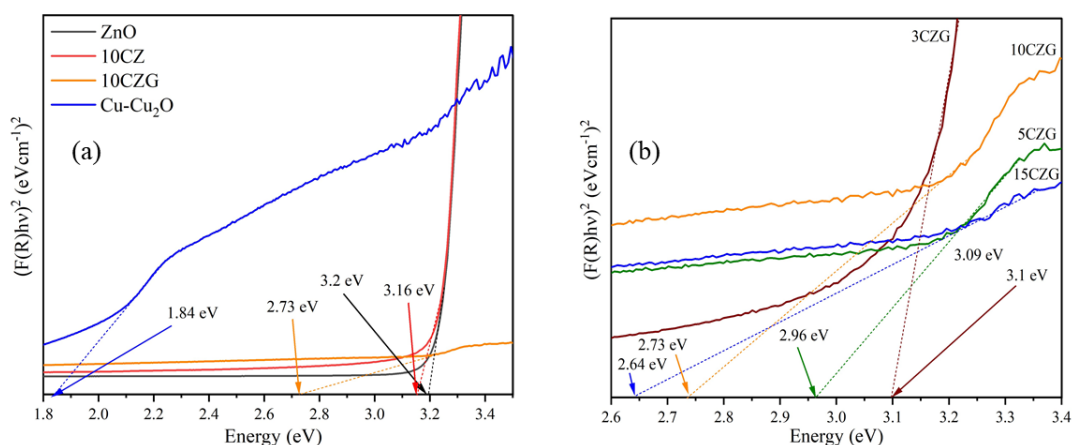 ZnO
10CZ
10CZG
Cu-Cu₂O
(a)
(F(R)hν)² (eVcm⁻¹)²
1.84 eV
2.73 eV
3.2 eV
3.16 eV
1.8 2.0 2.2 2.4 2.6 2.8 3.0 3.2 3.4
Energy (eV)
3CZG
10CZG
5CZG
15CZG
(b)
(F(R)hν)² (eVcm⁻¹)²
3.09 eV
3.1 eV
2.96 eV
2.73 eV
2.64 eV
2.6 2.7 2.8 2.9 3.0 3.1 3.2 3.3 3.4
Energy (eV)